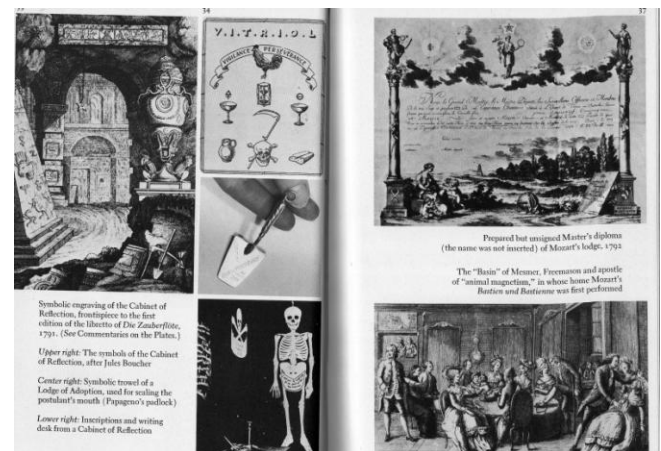 34
37
V.I.T.R.I.O.L
VIGILANCE PERSEVERANCE
Symbolic engraving of the Cabinet of
Reflection, frontispiece to the first
edition of the libretto of Die Zauberflöte,
1791. (See Commentaries on the Plates.)
Upper right: The symbols of the Cabinet
of Reflection, after Jules Boucher
Center right: Symbolic trowel of a
Lodge of Adoption, used for sealing the
postulant's mouth (Papageno's padlock)
Lower right: Inscriptions and writing
desk from a Cabinet of Reflection
Prepared but unsigned Master's diploma
(the name was not inserted) of Mozart's lodge, 1792
The "Basin" of Mesmer, Freemason and apostle
of "animal magnetism," in whose home Mozart's
Bastien und Bastienne was first performed